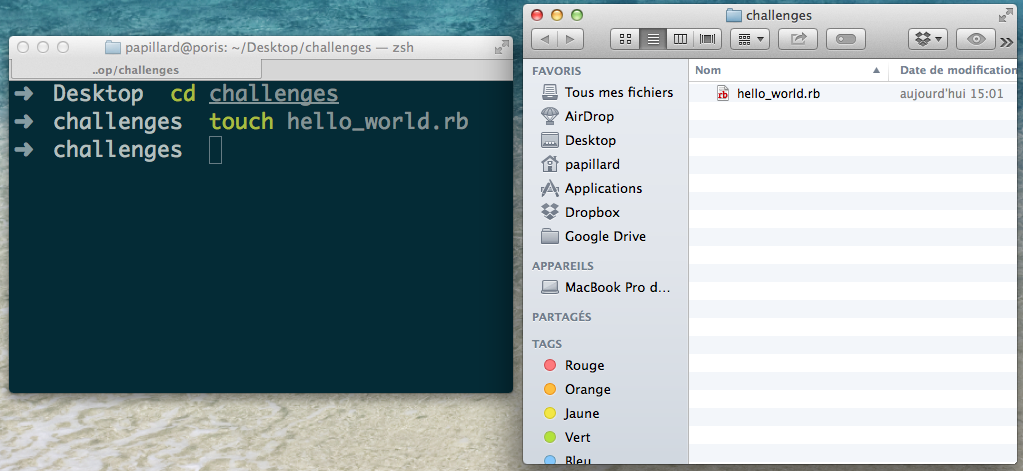 papillard@poris: ~/Desktop/challenges — zsh
..op/challenges
➜ Desktop cd challenges
➜ challenges touch hello_world.rb
➜ challenges
challenges
FAVORIS
Tous mes fichiers
AirDrop
Desktop
papillard
Applications
Dropbox
Google Drive
APPAREILS
MacBook Pro d...
PARTAGÉS
TAGS
Rouge
Orange
Jaune
Vert
Bleu
Nom Date de modification
rb hello_world.rb aujourd'hui 15:01